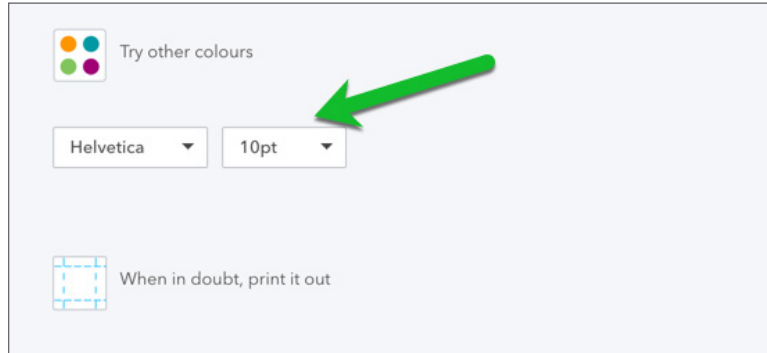 Try other colours
Helvetica 10pt
When in doubt, print it out